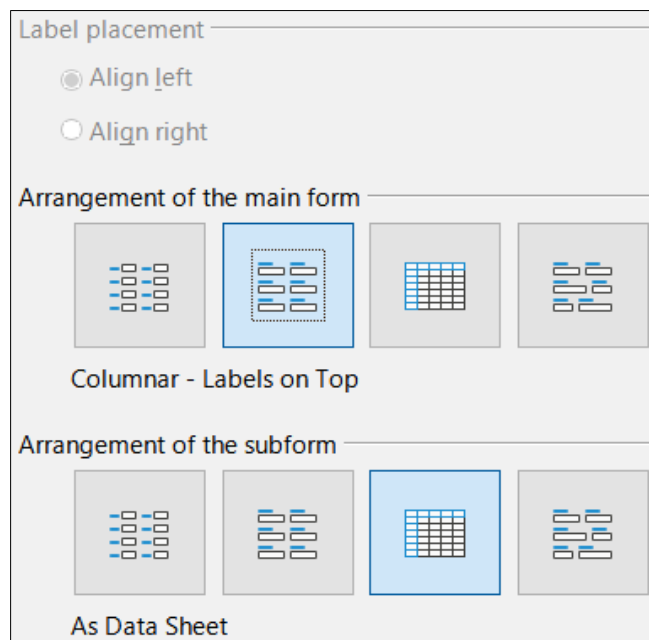 Label placement
Align left
Align right
Arrangement of the main form
Columnar - Labels on Top
Arrangement of the subform
As Data Sheet